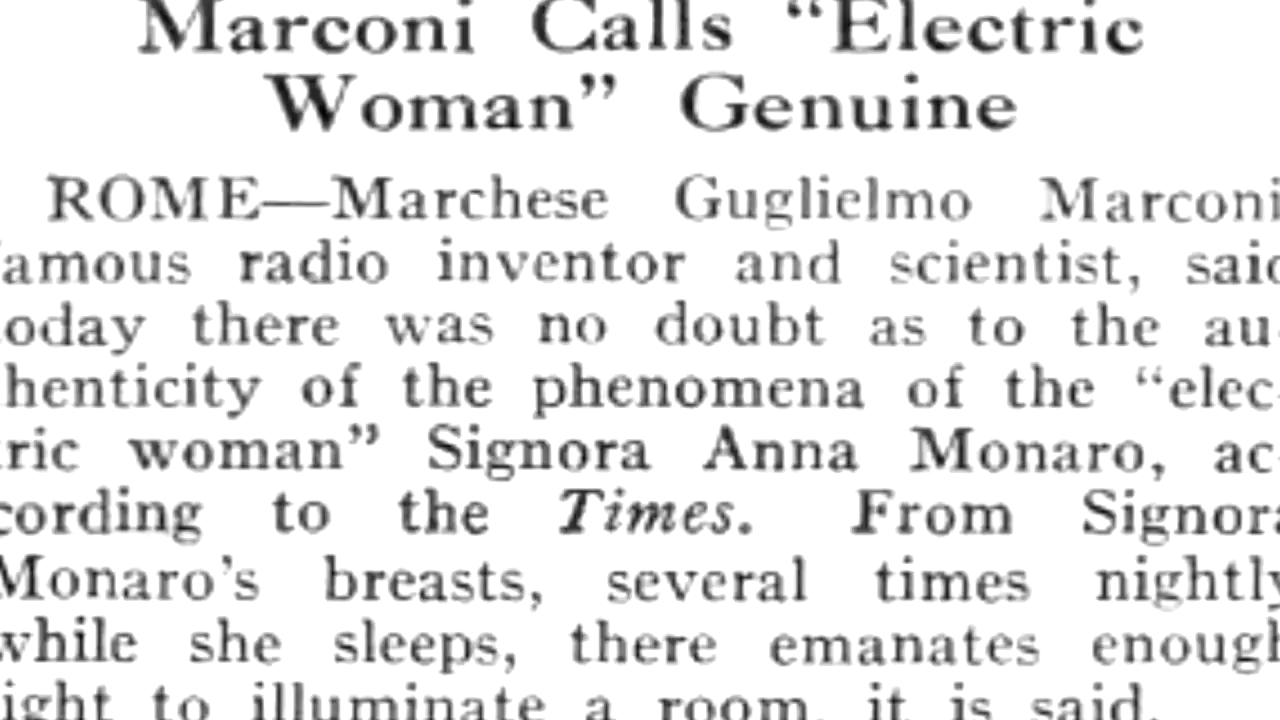 Marconi Calls “Electric
Woman” Genuine
ROME—Marchese Guglielmo Marconi
famous radio inventor and scientist, said
today there was no doubt as to the au-
thenticity of the phenomena of the “elec-
tric woman” Signora Anna Monaro, ac-
cording to the Times. From Signora
Monaro’s breasts, several times nightly
while she sleeps, there emanates enough
light to illuminate a room, it is said.